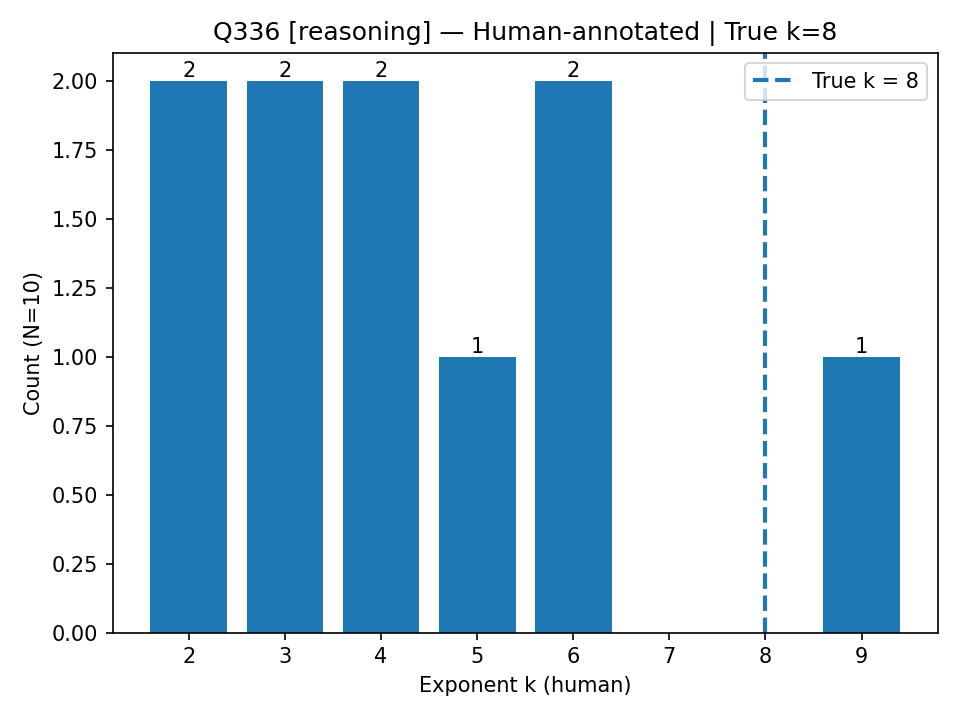 Q336 [reasoning] — Human-annotated | True k=8
True k = 8
2 2 2 1 2 1
Count (N=10)
2.00
1.75
1.50
1.25
1.00
0.75
0.50
0.25
0.00
2 3 4 5 6 7 8 9
Exponent k (human)